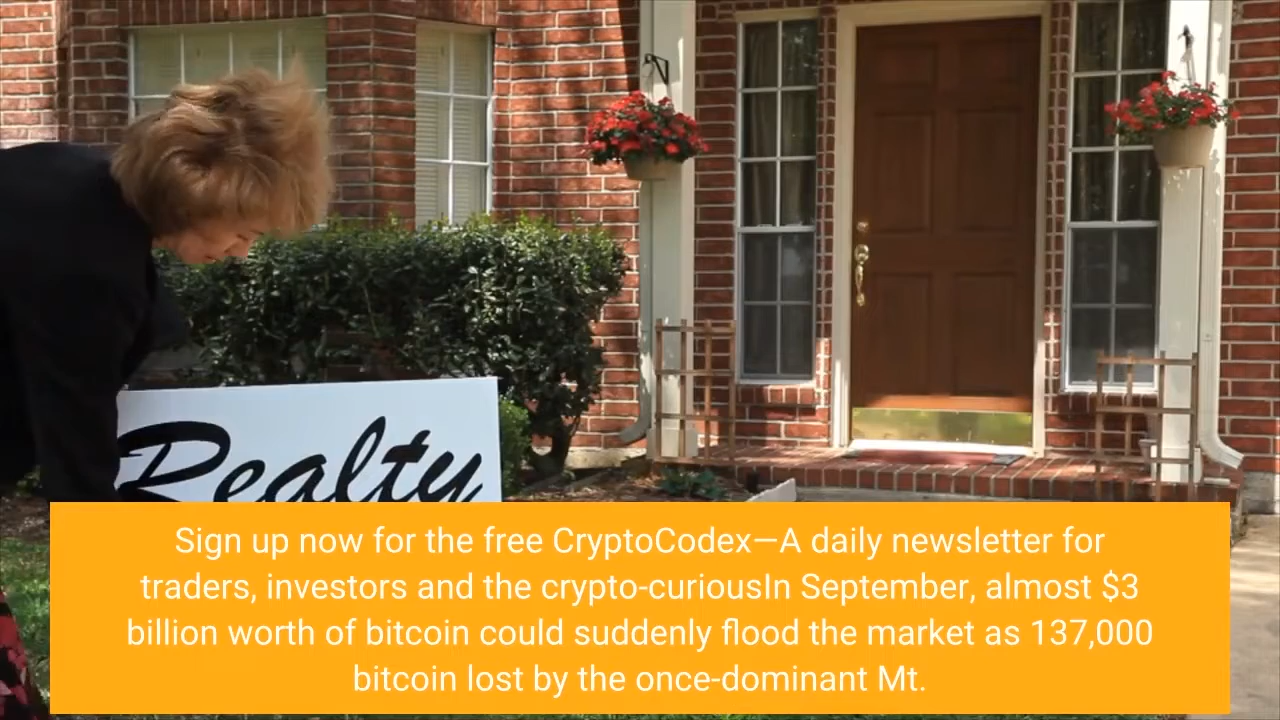 Realty
Sign up now for the free CryptoCodex—A daily newsletter for
traders, investors and the crypto-curiousIn September, almost $3
billion worth of bitcoin could suddenly flood the market as 137,000
bitcoin lost by the once-dominant Mt.